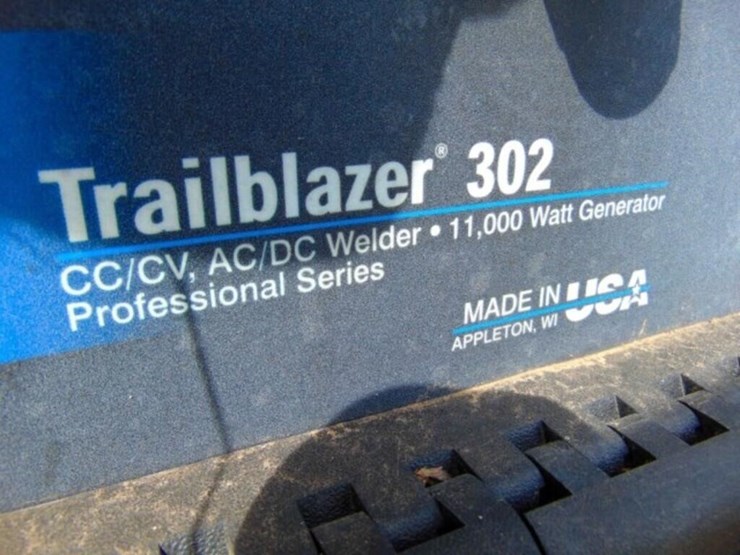 Trailblazer® 302
CC/CV, AC/DC Welder • 11,000 Watt Generator
Professional Series
MADE IN USA
APPLETON, WI